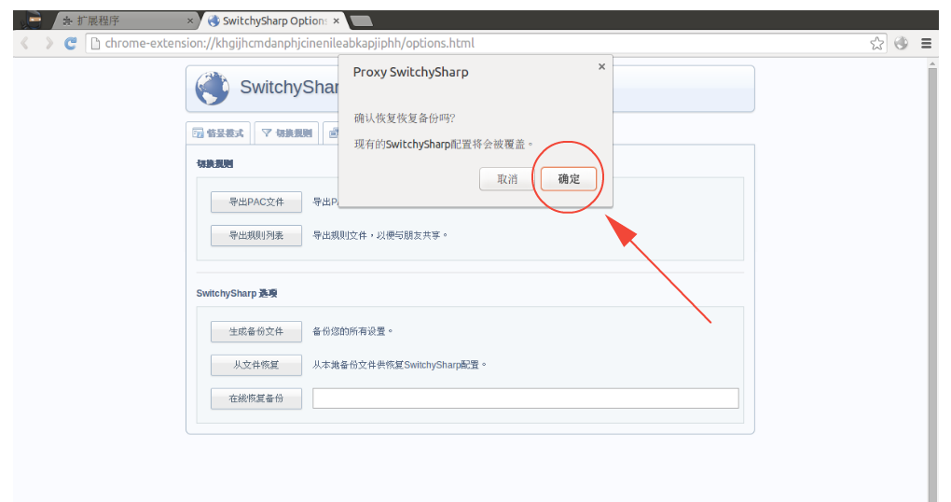 扩展程序
SwitchySharp Options
chrome-extension://khgijhcmdanphjcinenileabkapjiphh/options.html
Proxy SwitchySharp
确认恢复恢复备份吗?
现有的SwitchySharp配置将会被覆盖。
取消
确定
SwitchyShar
情景模式
切换规则
切换规则
导出PAC文件
导出P
导出规则列表
导出规则文件,以便与朋友共享。
SwitchySharp 选项
生成备份文件
备份您的所有设置。
从文件恢复
从本地备份文件类恢复SwitchySharp配置。
在线恢复备份